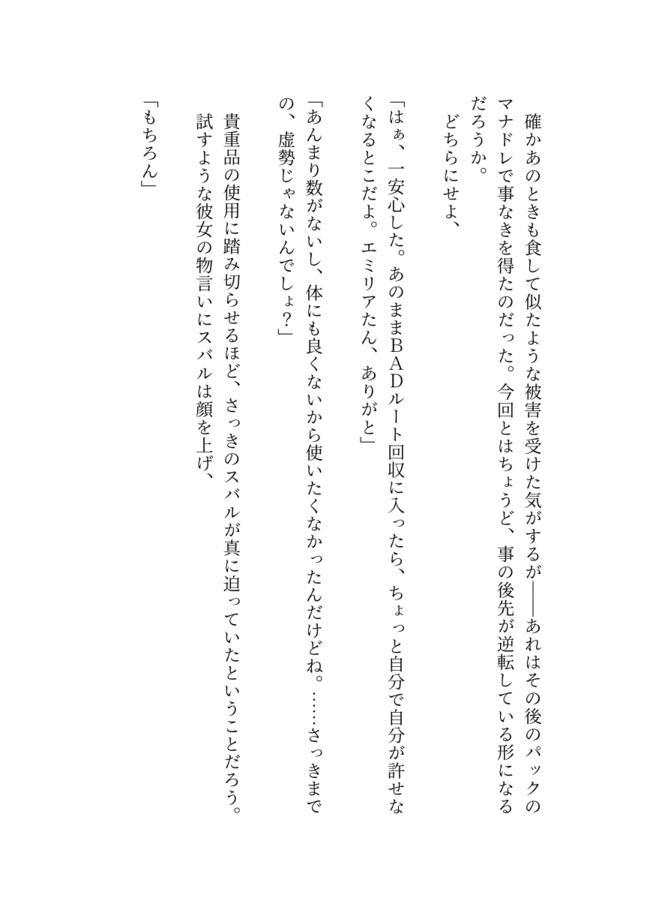 確かあのときも食して似たような被害を受けた気がするが――あれはその後のパックの
マナドレで事なきを得たのだった。今回とはちょうど、事の後先が逆転している形になる
だろうか。
　どちらにせよ、
「はぁ、一安心した。あのままＢＡＤルート回収に入ったら、ちょっと自分で自分が許せな
くなるとこだよ。エミリアたん、ありがと」
「あんまり数がないし、体にも良くないから使いたくなかったんだけどね。……さっきまで
の、虚勢じゃないんでしょ？」
　貴重品の使用に踏み切らせるほど、さっきのスバルが真に迫っていたということだろう。
　試すような彼女の物言いにスバルは顔を上げ、
「もちろん」